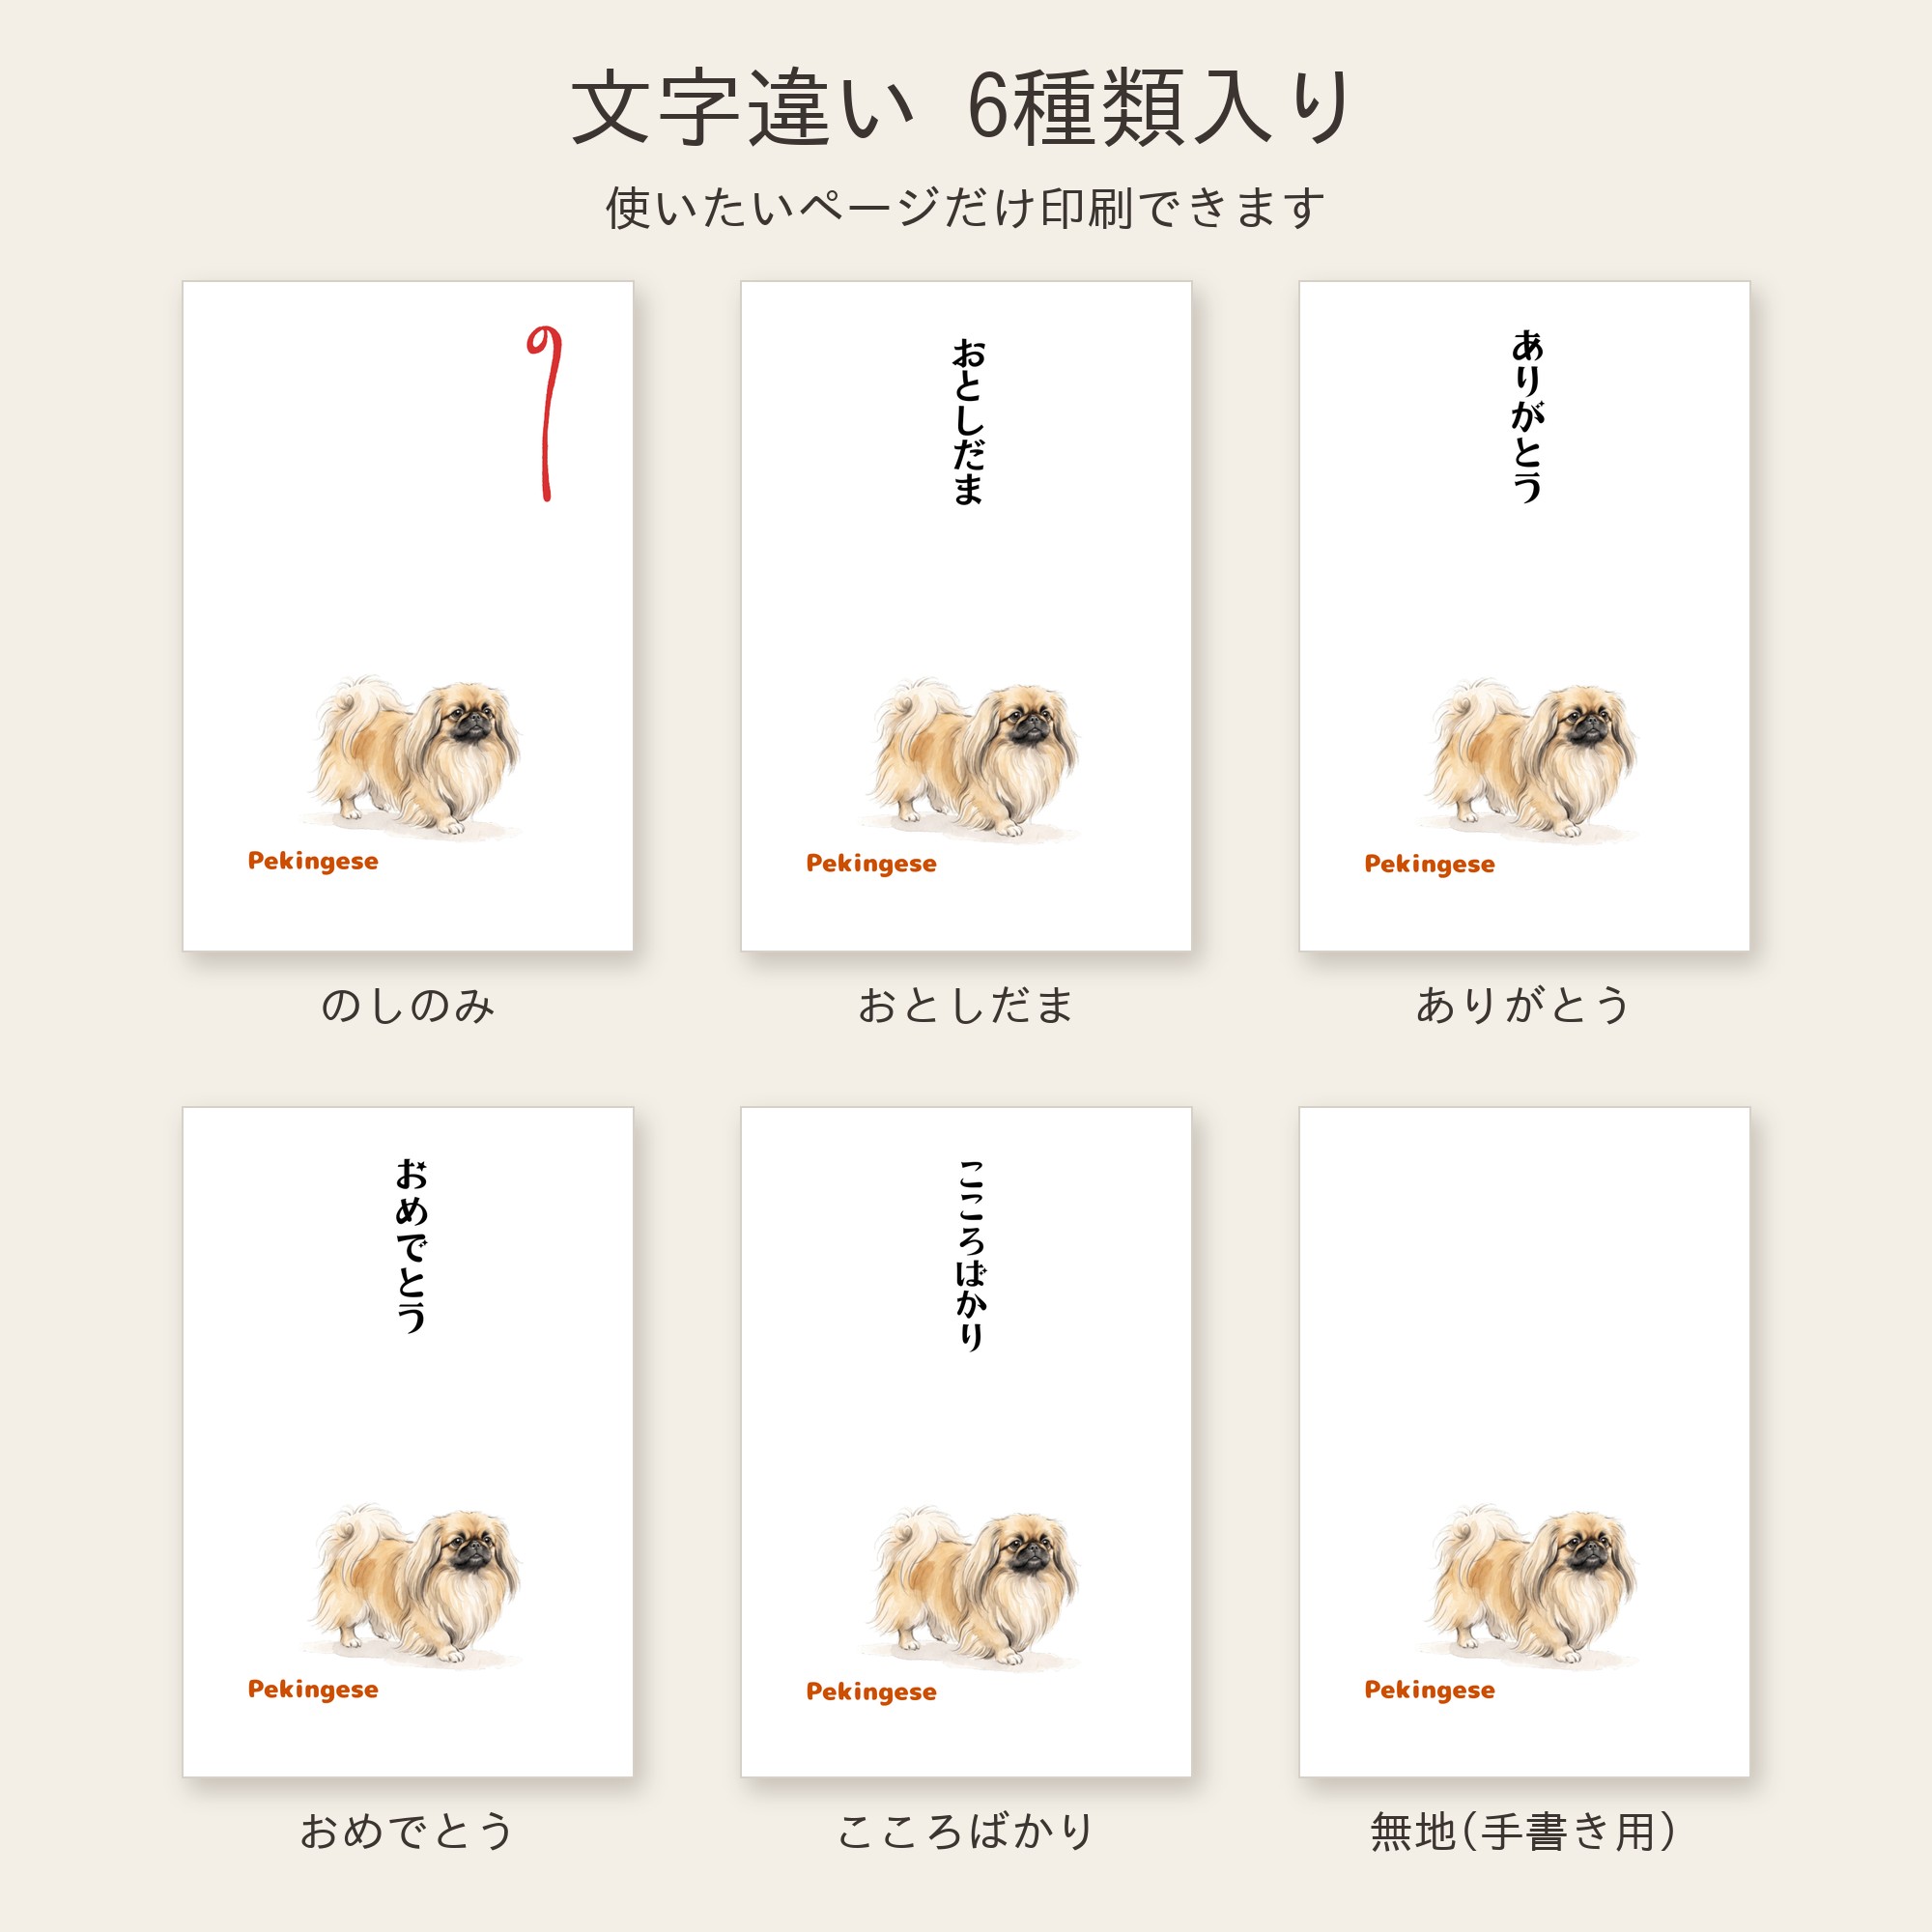 文字違い 6種類入り
使いたいページだけ印刷できます
Pekingese
のしのみ
おとしだま
Pekingese
おとしだま
ありがとう
Pekingese
ありがとう
おめでとう
Pekingese
おめでとう
こころばかり
Pekingese
こころばかり
Pekingese
無地(手書き用)